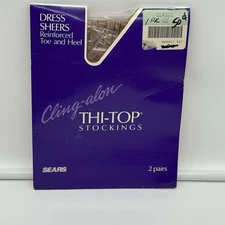 DRESS
SHEERS
Reinforced
Toe and Heel
Cling-alon
THI-TOP®
STOCKINGS
SEARS
2 pairs